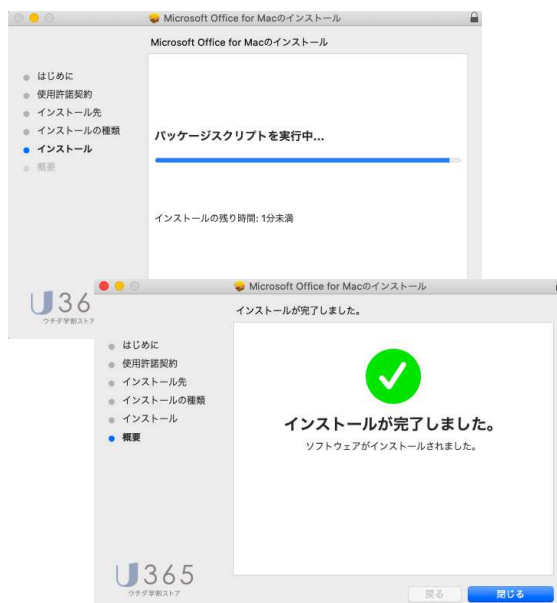 Microsoft Office for Macのインストール
Microsoft Office for Macのインストール
はじめに
使用許諾契約
インストール先
インストールの種類
インストール
概要
パッケージスクリプトを実行中...
インストールの残り時間: 1分未満
U36
ウチダ学割ストア
Microsoft Office for Macのインストール
インストールが完了しました。
はじめに
使用許諾契約
インストール先
インストールの種類
インストール
概要
インストールが完了しました。
ソフトウェアがインストールされました。
U365
ウチダ学割ストア
戻る
閉じる